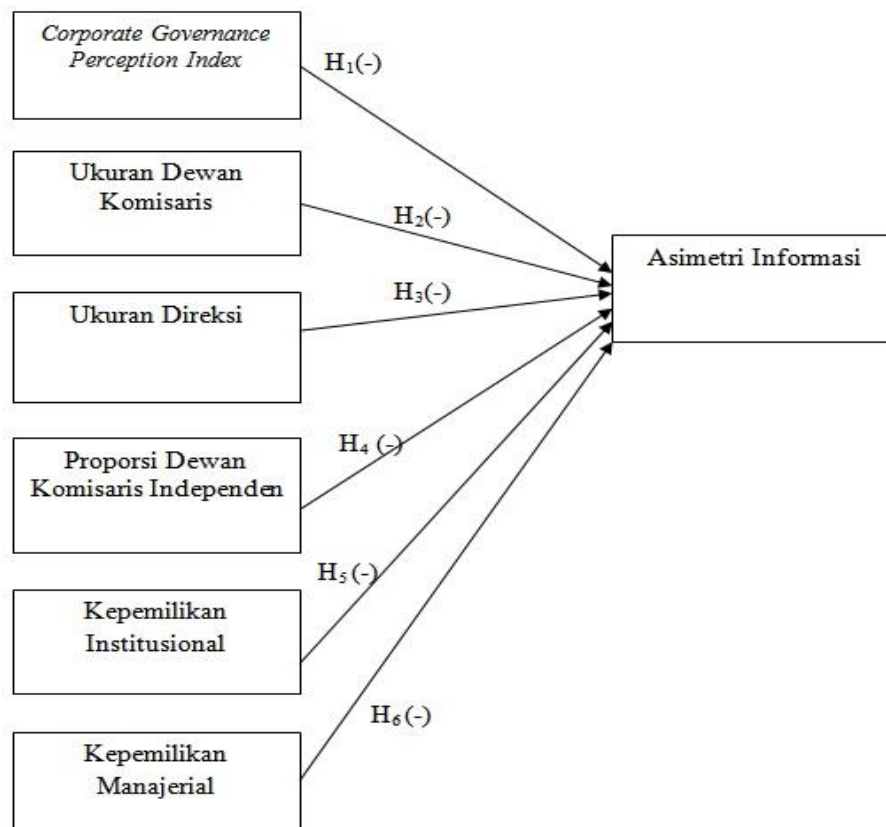 Corporate Governance
Perception Index
H₁(-)
Ukuran Dewan
Komisaris
H₂(-)
Asimetri Informasi
Ukuran Direksi
H₃(-)
Proporsi Dewan
Komisaris Independen
H₄(-)
Kepemilikan
Institusional
H₅(-)
Kepemilikan
Manajerial
H₆(-)